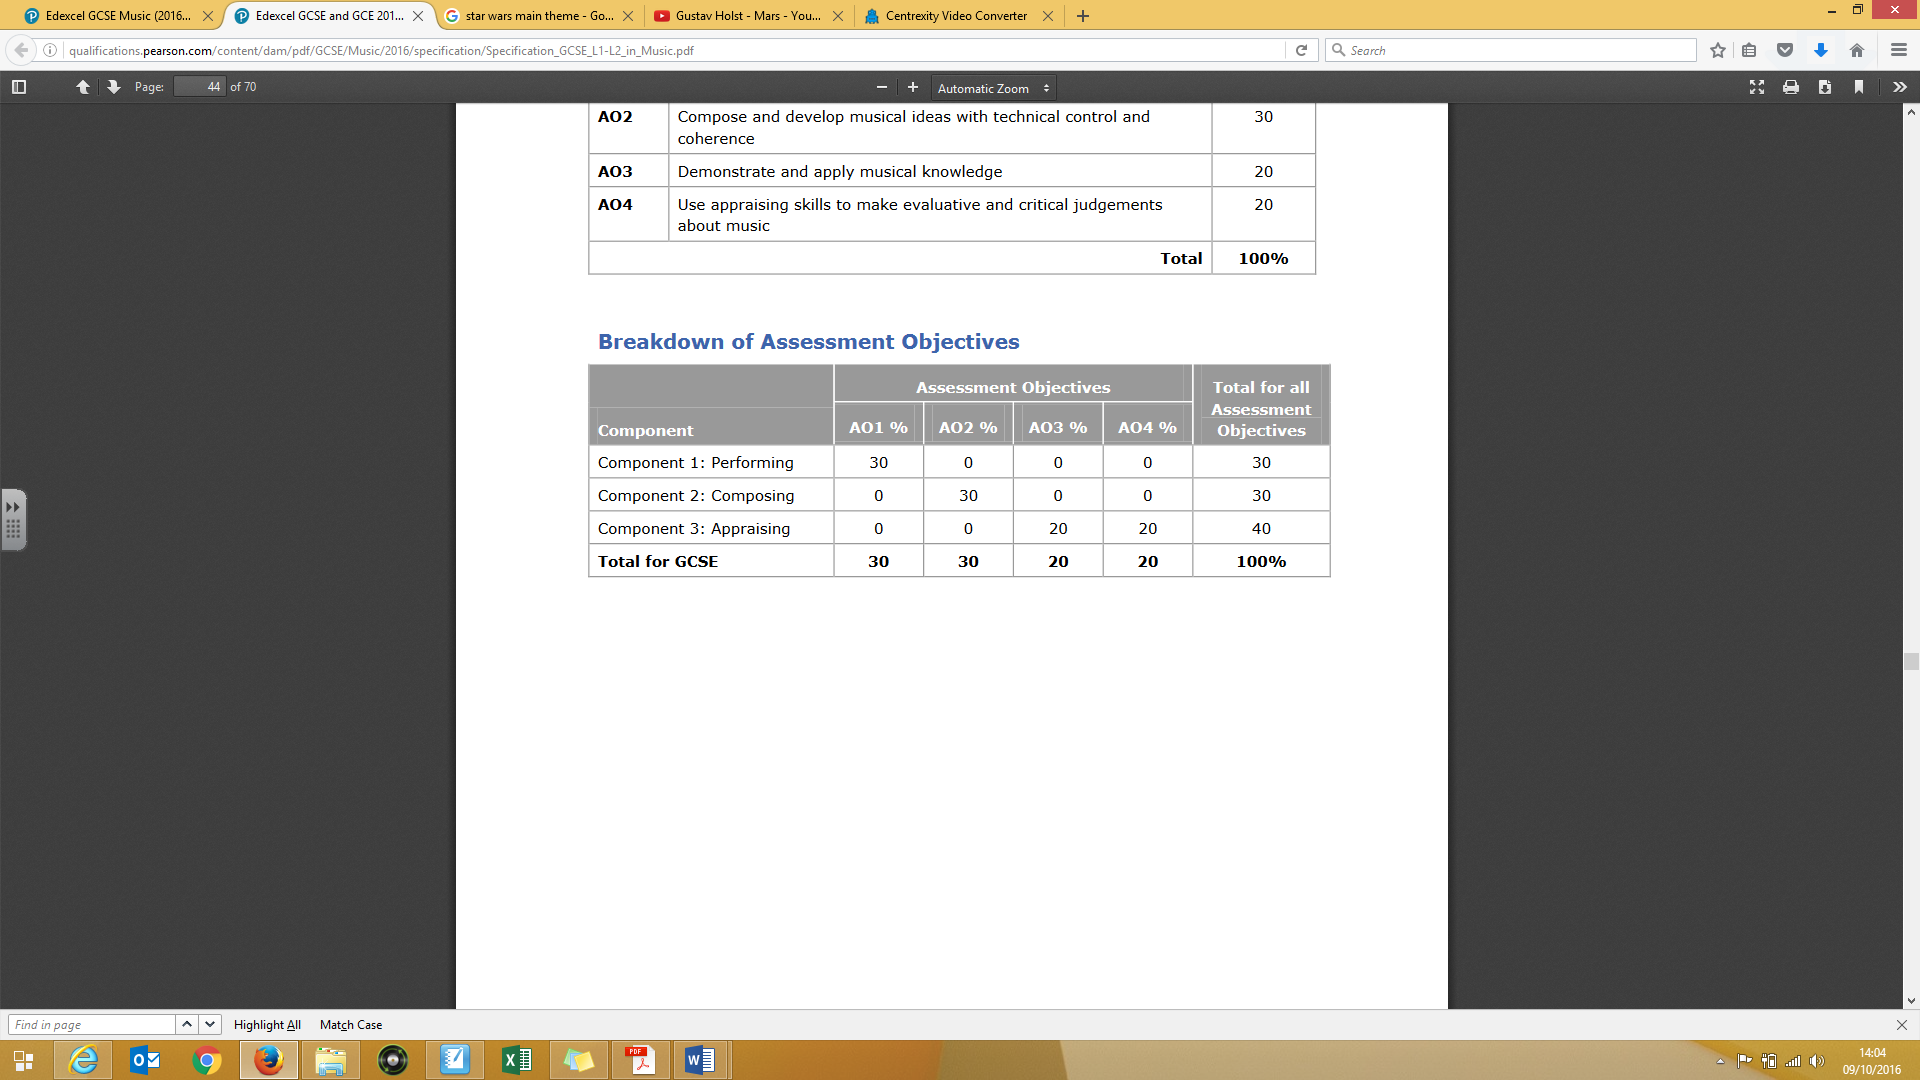 Edexcel GCSE Music (2016...
Edexcel GCSE and GCE 201...
star wars main theme - Go...
Gustav Holst - Mars - You...
Centrexity Video Converter
qualifications.pearson.com/content/dam/pdf/GCSE/Music/2016/specification/Specification_GCSE_L1-L2_in_Music.pdf
Search
Page: 44 of 70
Automatic Zoom
AO2 Compose and develop musical ideas with technical control and 30
coherence
AO3 Demonstrate and apply musical knowledge 20
AO4 Use appraising skills to make evaluative and critical judgements 20
about music
Total 100%
Breakdown of Assessment Objectives
Assessment Objectives Total for all
Assessment
Component AO1 % AO2 % AO3 % AO4 % Objectives
Component 1: Performing 30 0 0 0 30
Component 2: Composing 0 30 0 0 30
Component 3: Appraising 0 0 20 20 40
Total for GCSE 30 30 20 20 100%
Find in page Highlight All Match Case
14:04
09/10/2016